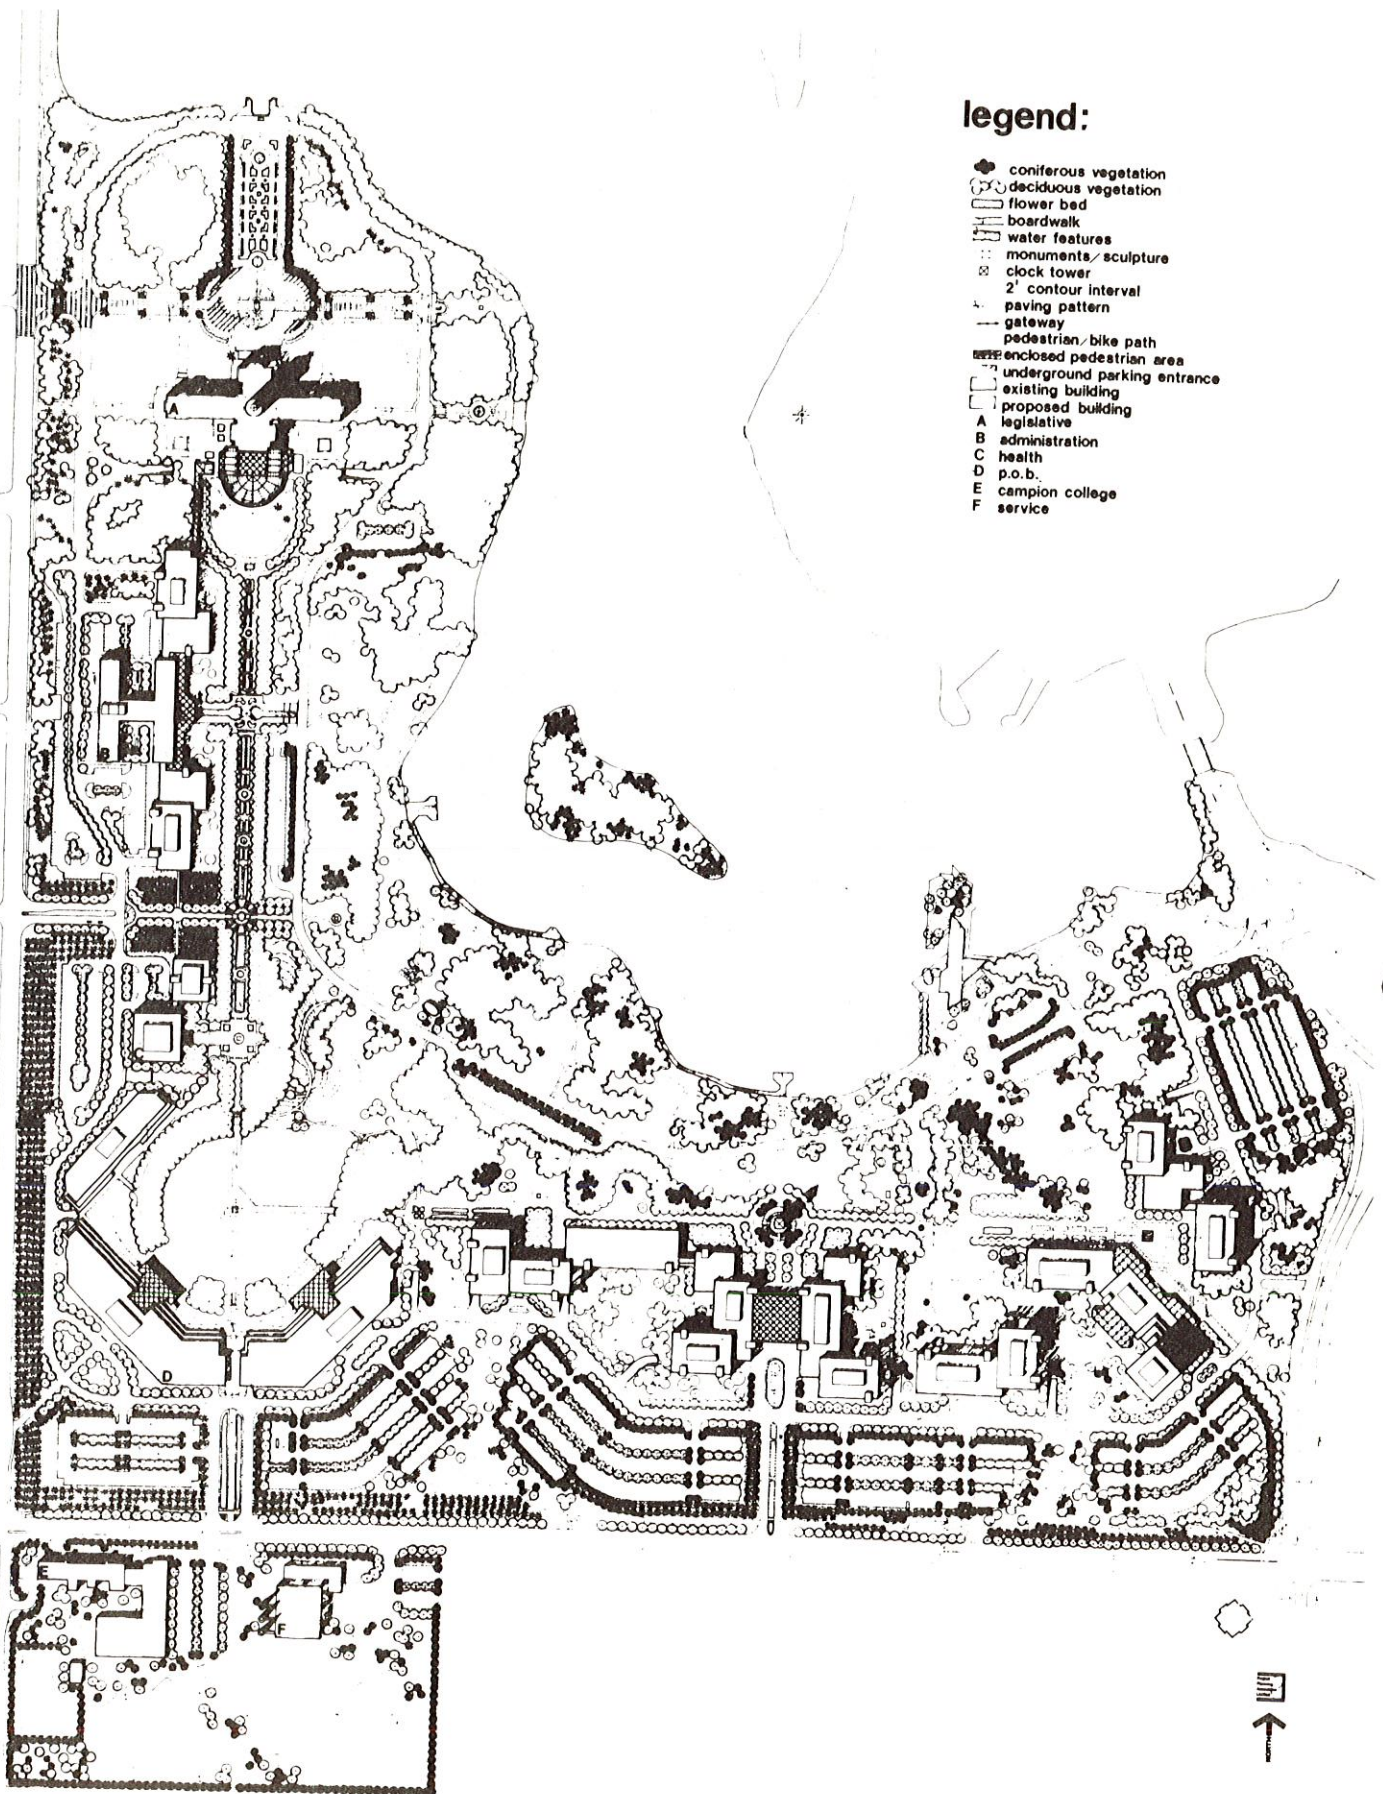 legend:
coniferous vegetation
deciduous vegetation
flower bed
boardwalk
water features
monuments/sculpture
clock tower
2' contour interval
paving pattern
gateway
pedestrian/bike path
enclosed pedestrian area
underground parking entrance
existing building
proposed building
A legislative
B administration
C health
D p.o.b.
E campion college
F service
A
B
C
D
E
F